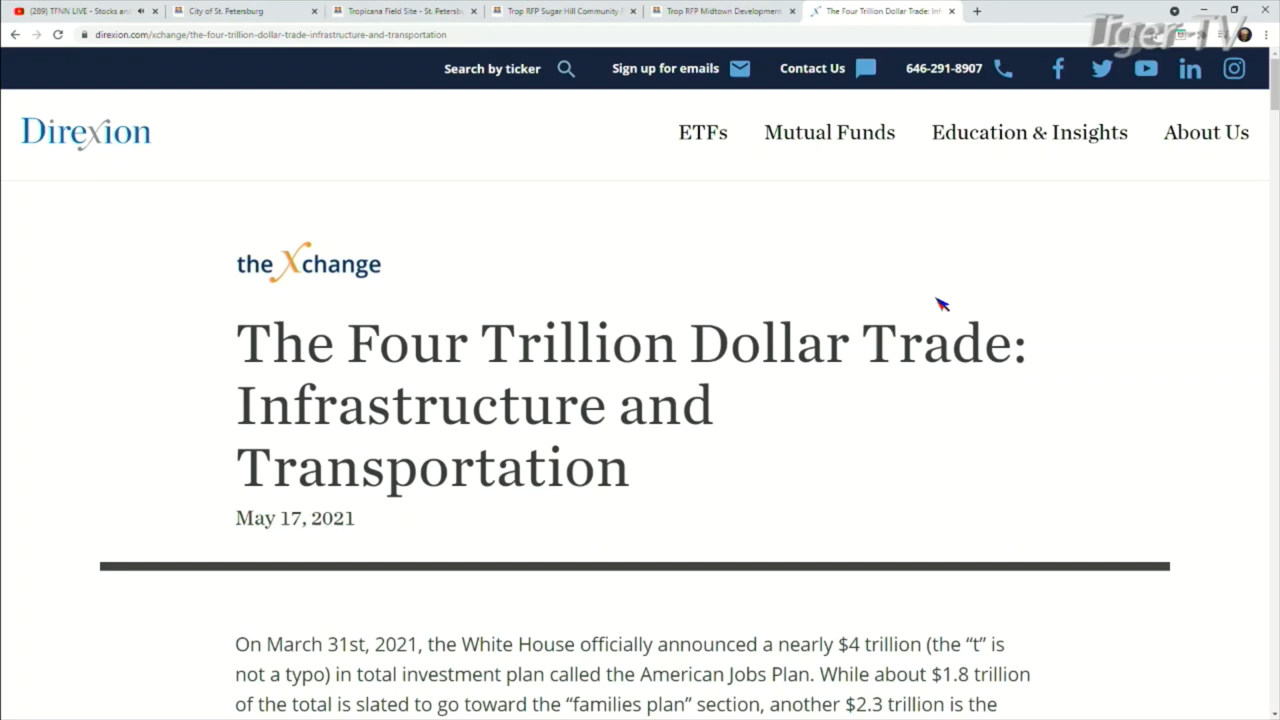 (289) TFNN LIVE - Stocks an
City of St. Petersburg
Tropicana Field Site - St. Petersb
Trop RFP Sugar Hill Community
Trop RFP Midtown Development
The Four Trillion Dollar Trade: Inf
direxion.com/xchange/the-four-trillion-dollar-trade-infrastructure-and-transportation
Tiger-TV
Search by ticker
Sign up for emails
Contact Us
646-291-8907
Direxion
ETFs
Mutual Funds
Education & Insights
About Us
the Xchange
The Four Trillion Dollar Trade:
Infrastructure and
Transportation
May 17, 2021
On March 31st, 2021, the White House officially announced a nearly $4 trillion (the “t” is
not a typo) in total investment plan called the American Jobs Plan. While about $1.8 trillion
of the total is slated to go toward the “families plan” section, another $2.3 trillion is the